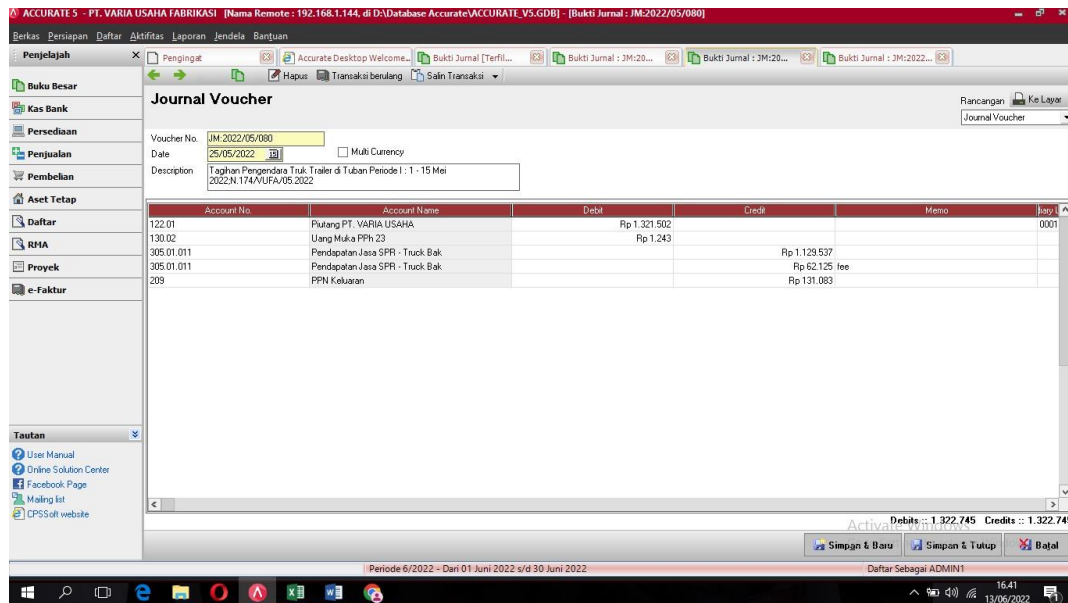 ACCURATE 5 - PT. VARIA USAHA FABRIKASI [Nama Remote : 192.168.1.144, di D:\Database Accurate\ACCURATE_V5.GDB] - [Bukti Jurnal : JM:2022/05/080]
Berkas Persiapan Daftar Aktifitas Laporan Jendela Bantuan
Penjelajah
Pengingat
Accurate Desktop Welcome...
Bukti Jurnal [Terfil...
Bukti Jurnal : JM:20...
Bukti Jurnal : JM:20...
Bukti Jurnal : JM:2022...
Hapus Transaksi berulang Salin Transaksi
Buku Besar
Kas Bank
Persediaan
Penjualan
Pembelian
Aset Tetap
Daftar
RMA
Proyek
e-Faktur
Journal Voucher
Rancangan Ke Layar
Journal Voucher
Voucher No. JM:2022/05/080
Date 25/05/2022 15 Multi Currency
Description Tagihan Pengendara Truk Trailer di Tuban Periode I : 1 - 15 Mei
2022;N.174/VUFA/05.2022
Account No. Account Name Debit Credit Memo
122.01 Piutang PT. VARIA USAHA Rp 1.321.502 0001
130.02 Uang Muka PPh 23 Rp 1.243
305.01.011 Pendapatan Jasa SPR - Truck Bak Rp 1.129.537
305.01.011 Pendapatan Jasa SPR - Truck Bak Rp 62.125 fee
209 PPN Keluaran Rp 131.083
Tautan
User Manual
Online Solution Center
Facebook Page
Mailing list
CPSSoft website
Debits :: 1.322.745 Credits :: 1.322.74
Activate Windows
Simpan & Baru Simpan & Tutup Batal
Periode 6/2022 - Dari 01 Juni 2022 s/d 30 Juni 2022
Daftar Sebagai ADMIN1
16.41
13/06/2022